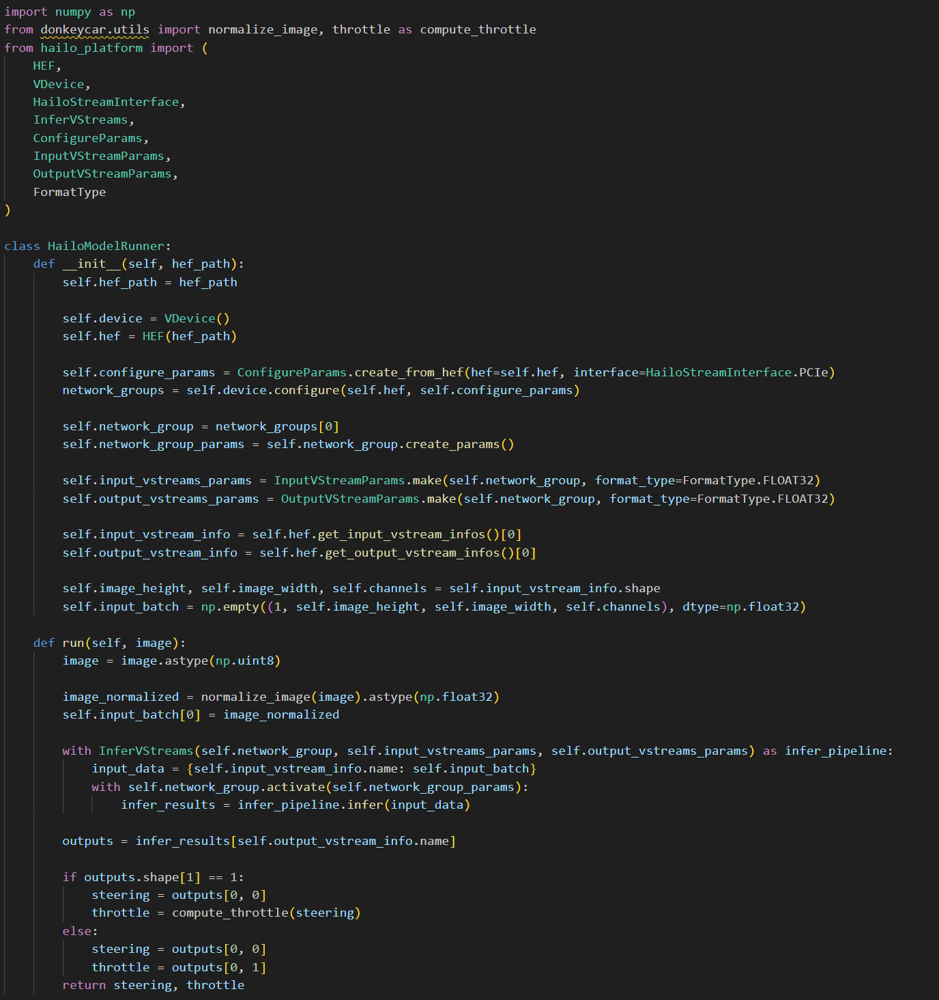 import numpy as np
from donkeycar.utils import normalize_image, throttle as compute_throttle
from hailo_platform import (
    HEF,
    VDevice,
    HailoStreamInterface,
    InferVStreams,
    ConfigureParams,
    InputVStreamParams,
    OutputVStreamParams,
    FormatType
)

class HailoModelRunner:
    def __init__(self, hef_path):
        self.hef_path = hef_path

        self.device = VDevice()
        self.hef = HEF(hef_path)

        self.configure_params = ConfigureParams.create_from_hef(hef=self.hef, interface=HailoStreamInterface.PCIe)
        network_groups = self.device.configure(self.hef, self.configure_params)

        self.network_group = network_groups[0]
        self.network_group_params = self.network_group.create_params()

        self.input_vstreams_params = InputVStreamParams.make(self.network_group, format_type=FormatType.FLOAT32)
        self.output_vstreams_params = OutputVStreamParams.make(self.network_group, format_type=FormatType.FLOAT32)

        self.input_vstream_info = self.hef.get_input_vstream_infos()[0]
        self.output_vstream_info = self.hef.get_output_vstream_infos()[0]

        self.image_height, self.image_width, self.channels = self.input_vstream_info.shape
        self.input_batch = np.empty((1, self.image_height, self.image_width, self.channels), dtype=np.float32)

    def run(self, image):
        image = image.astype(np.uint8)

        image_normalized = normalize_image(image).astype(np.float32)
        self.input_batch[0] = image_normalized

        with InferVStreams(self.network_group, self.input_vstreams_params, self.output_vstreams_params) as infer_pipeline:
            input_data = {self.input_vstream_info.name: self.input_batch}
            with self.network_group.activate(self.network_group_params):
                infer_results = infer_pipeline.infer(input_data)

        outputs = infer_results[self.output_vstream_info.name]

        if outputs.shape[1] == 1:
            steering = outputs[0, 0]
            throttle = compute_throttle(steering)
        else:
            steering = outputs[0, 0]
            throttle = outputs[0, 1]
        return steering, throttle